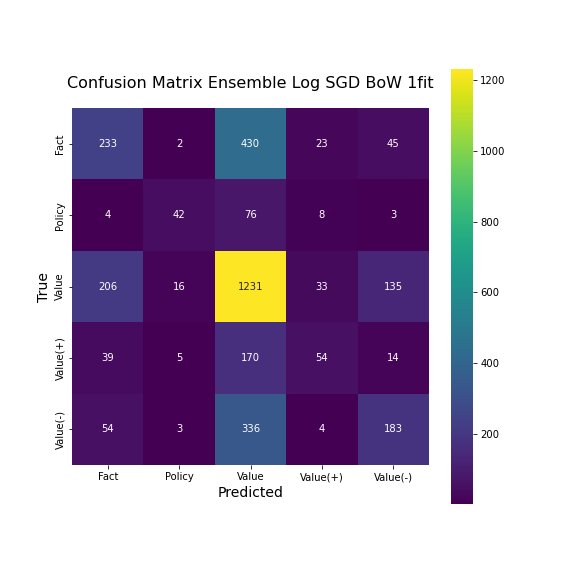 Confusion Matrix Ensemble Log SGD BoW 1fit
True
Fact 233 2 430 23 45
Policy 4 42 76 8 3
Value 206 16 1231 33 135
Value(+) 39 5 170 54 14
Value(-) 54 3 336 4 183
Fact Policy Value Value(+) Value(-)
Predicted
1200
1000
800
600
400
200